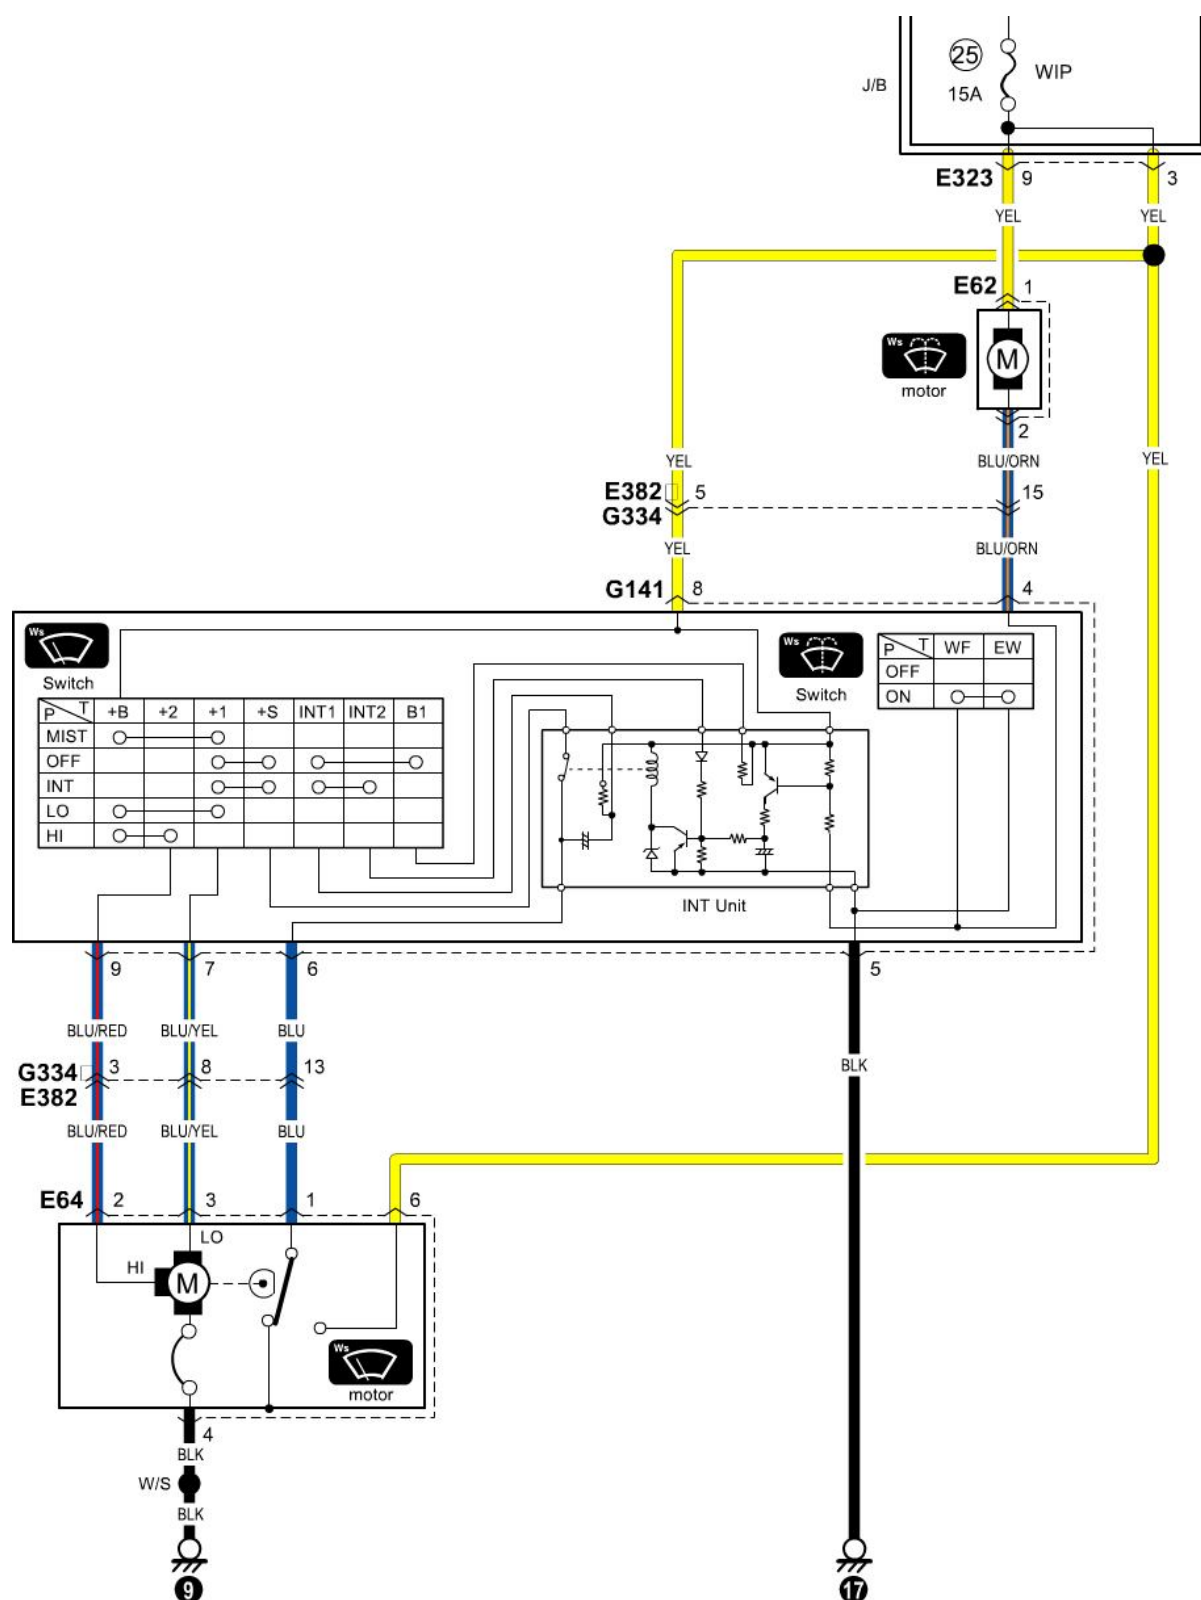 25
WIP
J/B
15A
E323 9 3
YEL YEL
E62 1
Ws
M
motor
2
YEL BLU/ORN YEL
E382 5 15
G334
YEL BLU/ORN
G141 8 4
Ws
Switch
P T +B +2 +1 +S INT1 INT2 B1
MIST
OFF
INT
LO
HI
Ws
Switch
P T WF EW
OFF
ON
INT Unit
9 7 6 5
BLU/RED BLU/YEL BLU
BLK
G334 3 8 13
E382
BLU/RED BLU/YEL BLU
E64 2 3 1 6
LO
HI
M
Ws
motor
4
BLK
W/S
BLK
9 17